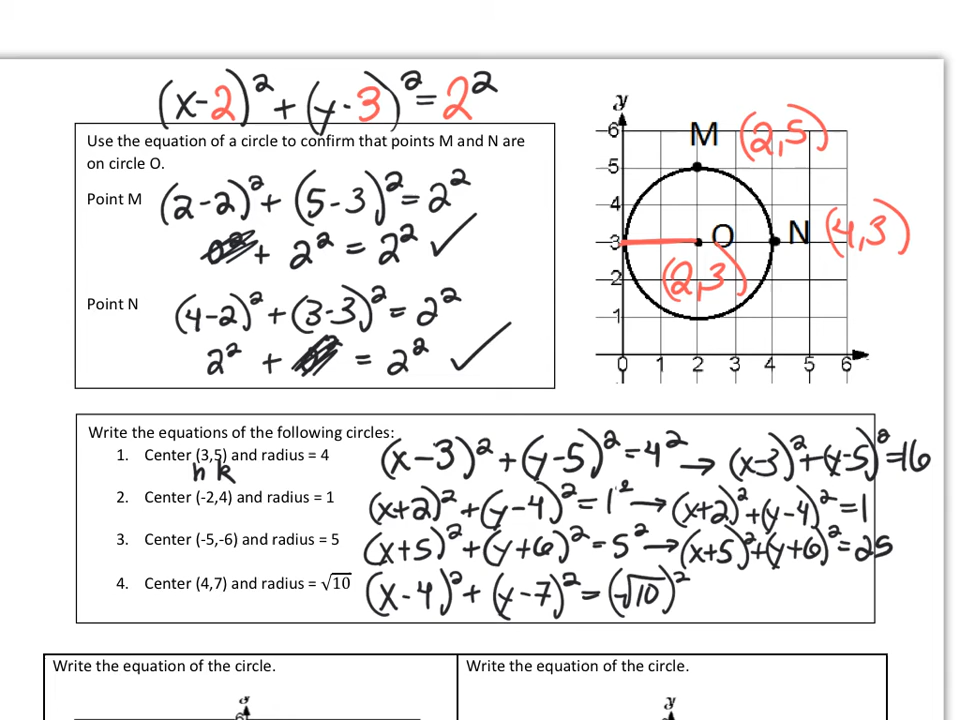 (x-2)² + (y-3)² = 2²
Use the equation of a circle to confirm that points M and N are
on circle O.
Point M (2-2)² + (5-3)² = 2²
+ 2² = 2² ✓
Point N (4-2)² + (3-3)² = 2²
2² + = 2² ✓
y
6 M (2,5)
5
4
3 O N (4,3)
2 (2,3)
1
0 1 2 3 4 5 6
Write the equations of the following circles:
1. Center (3,5) and radius = 4 (x-3)² + (y-5)² = 4² → (x-3)² + (y-5)² = 16
h k
2. Center (-2,4) and radius = 1 (x+2)² + (y-4)² = 1² → (x+2)² + (y-4)² = 1
3. Center (-5,-6) and radius = 5 (x+5)² + (y+6)² = 5² → (x+5)² + (y+6)² = 25
4. Center (4,7) and radius = √10 (x-4)² + (y-7)² = (√10)²
Write the equation of the circle. Write the equation of the circle.
y y